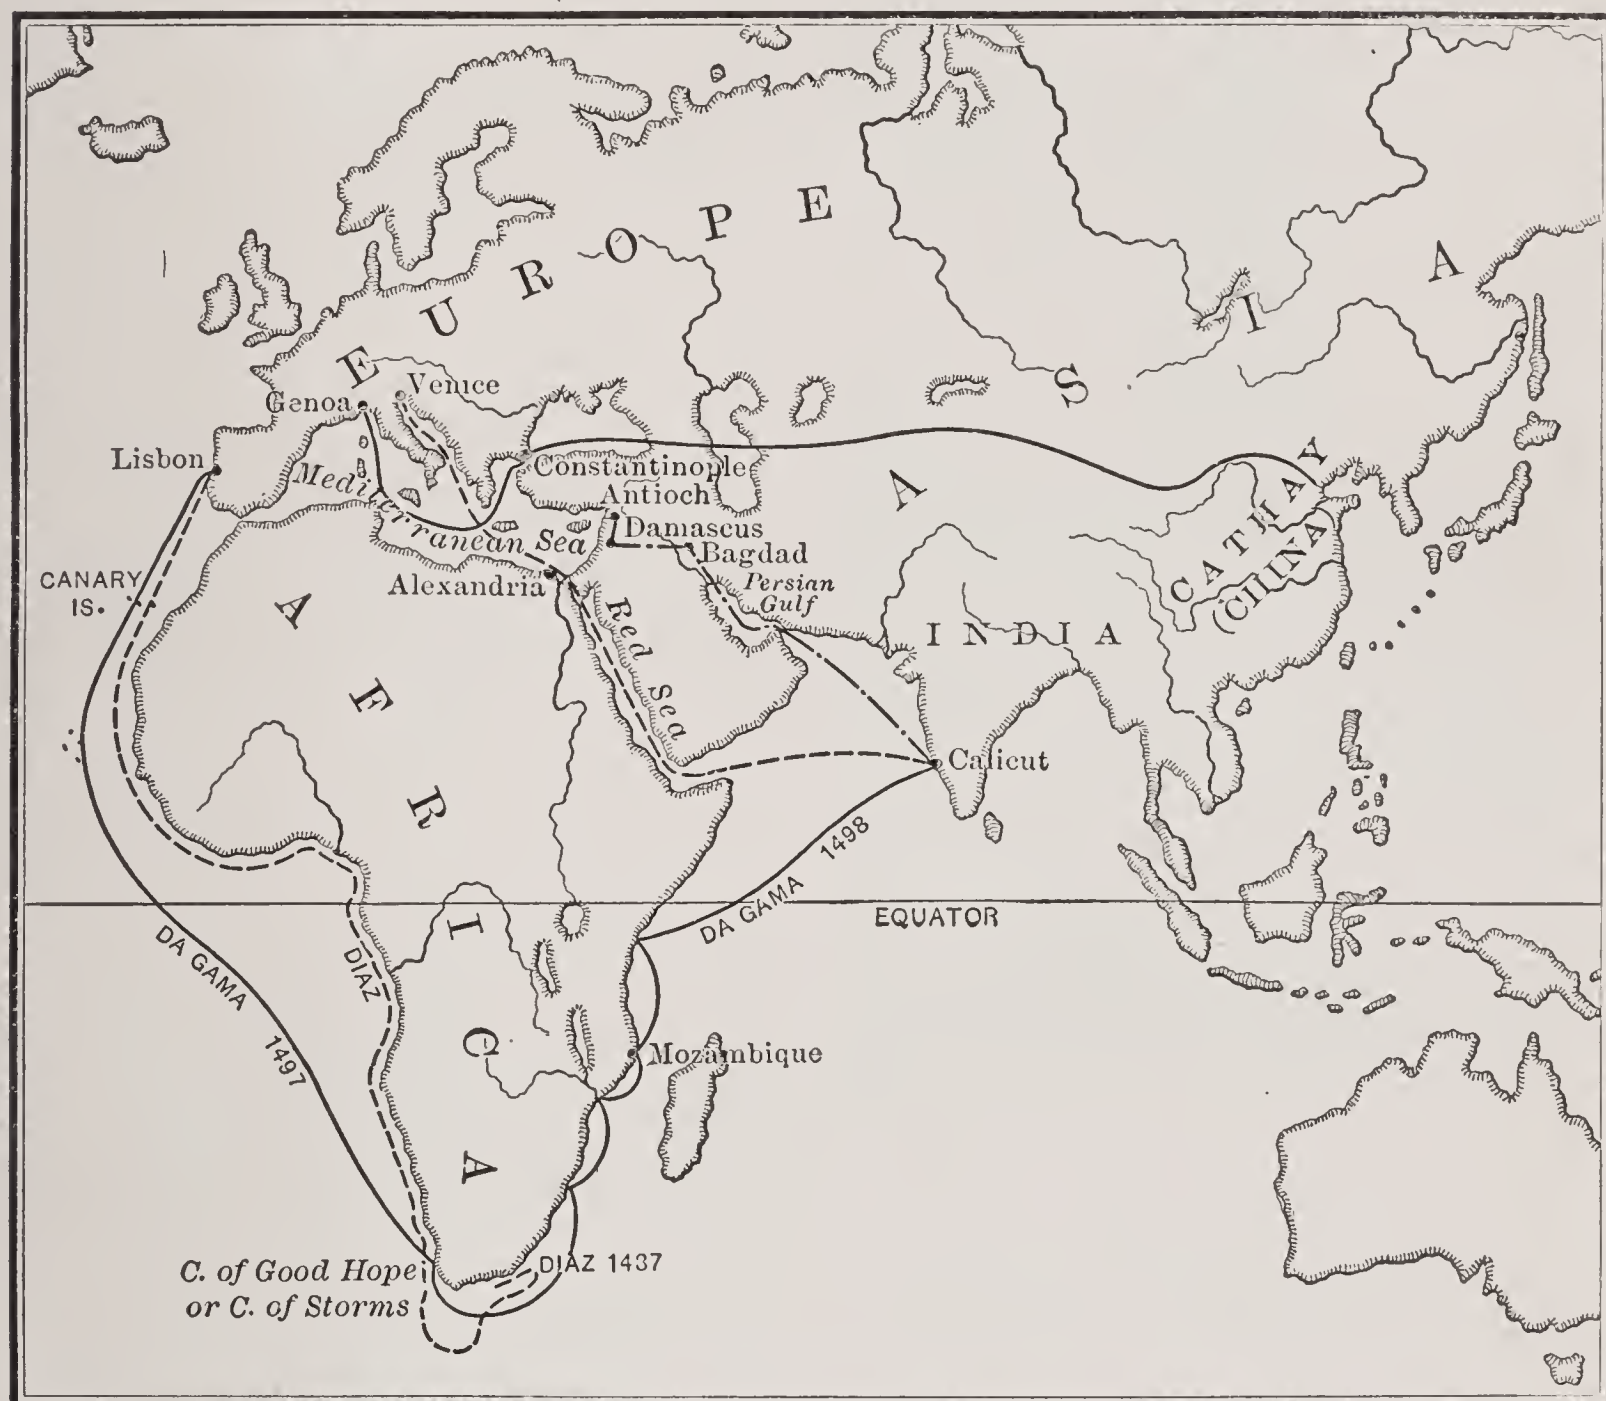 EUROPE
ASIA
Venice
Genoa
Lisbon
Constantinople
Mediterranean Sea
Antioch
Damascus
Bagdad
Alexandria
Persian
Gulf
Red Sea
CANARY
IS.
CATHAY
(CHINA)
INDIA
AFRICA
Calicut
DA GAMA 1498
EQUATOR
DA GAMA 1497
DIAZ
Mozambique
C. of Good Hope
or C. of Storms
DIAZ 1437